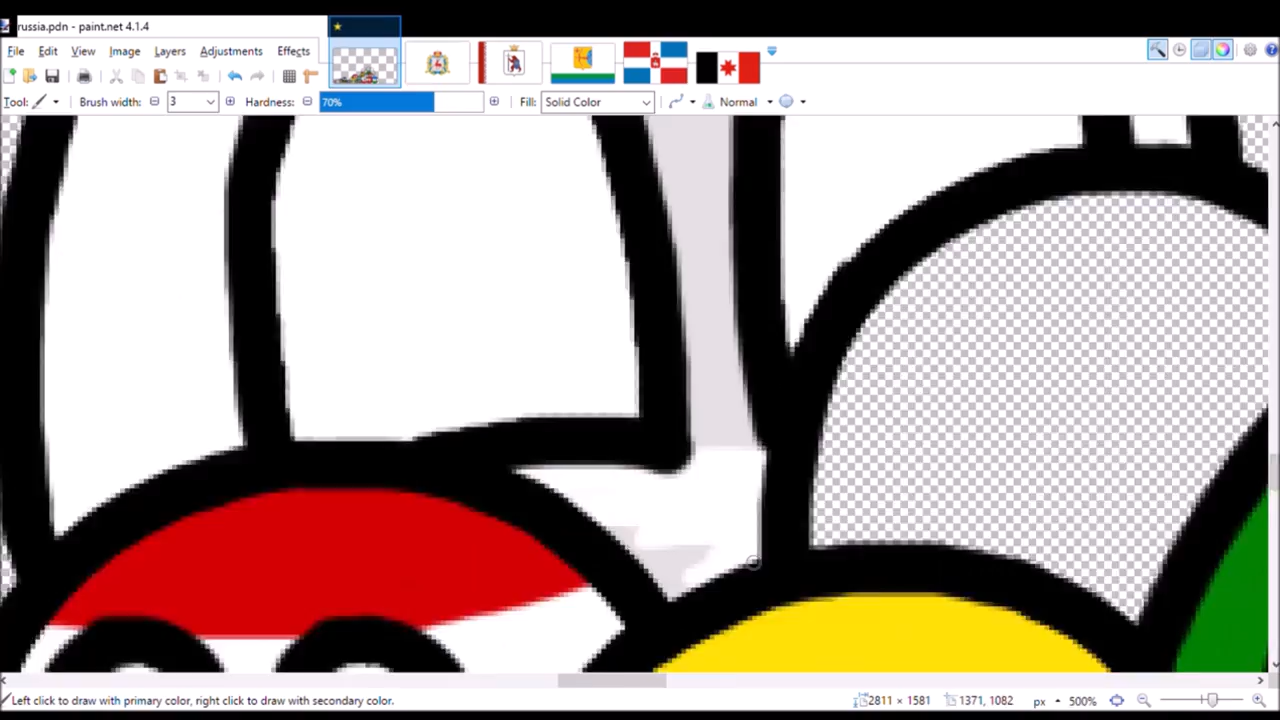 russia.pdn - paint.net 4.1.4
File Edit View Image Layers Adjustments Effects
Tool: Brush width: 3 Hardness: 70% Fill: Solid Color Normal
Left click to draw with primary color, right click to draw with secondary color. 2811 × 1581 1371, 1082 px 500%